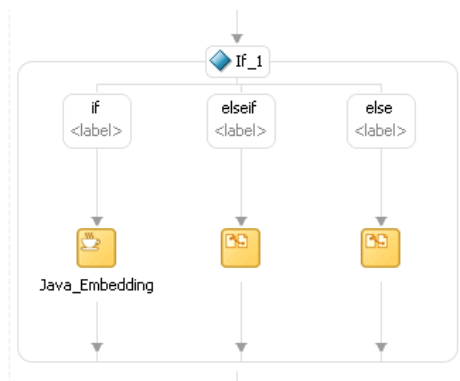 If_1
if
elseif
else
<label>
<label>
<label>
Java_Embedding